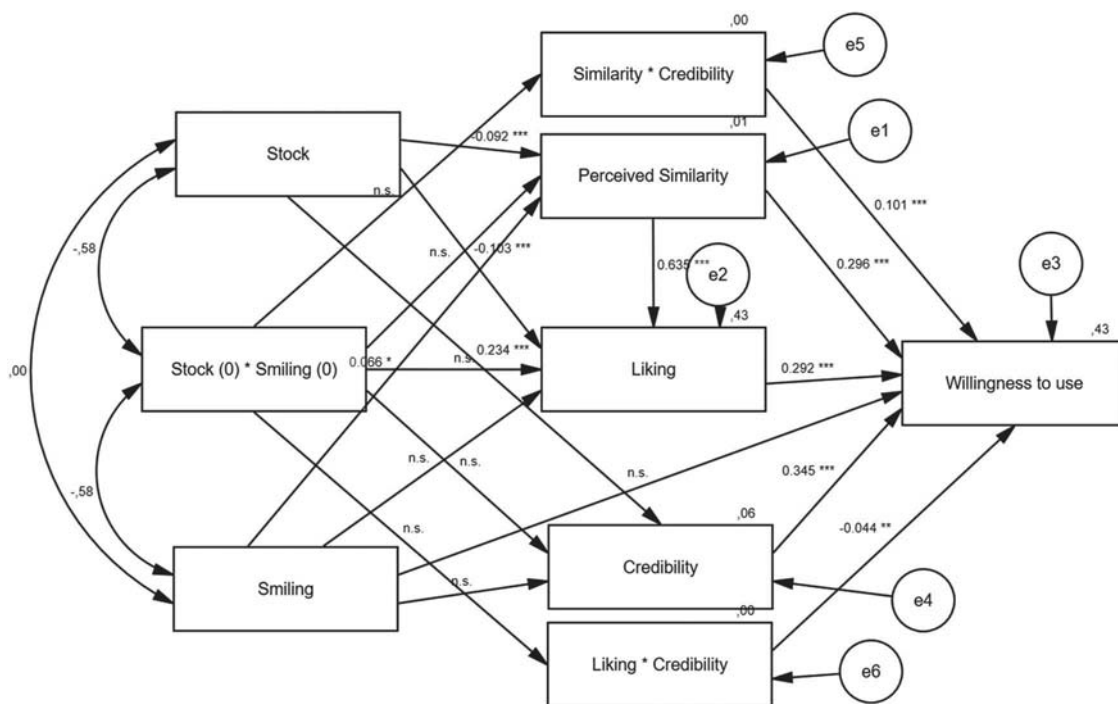 ,00
e5
Similarity * Credibility
,01
e1
Stock
-0.092 ***
Perceived Similarity
n.s.
0.101 ***
-,58
n.s.
-0.103 ***
0.635 ***
e2
0.296 ***
e3
,43
,43
Stock (0) * Smiling (0)
0.066 *
0.234 ***
n.s.
Liking
0.292 ***
Willingness to use
,00
n.s.
n.s.
n.s.
0.345 ***
-,58
n.s.
,06
-0.044 **
Smiling
n.s.
Credibility
e4
,00
Liking * Credibility
e6